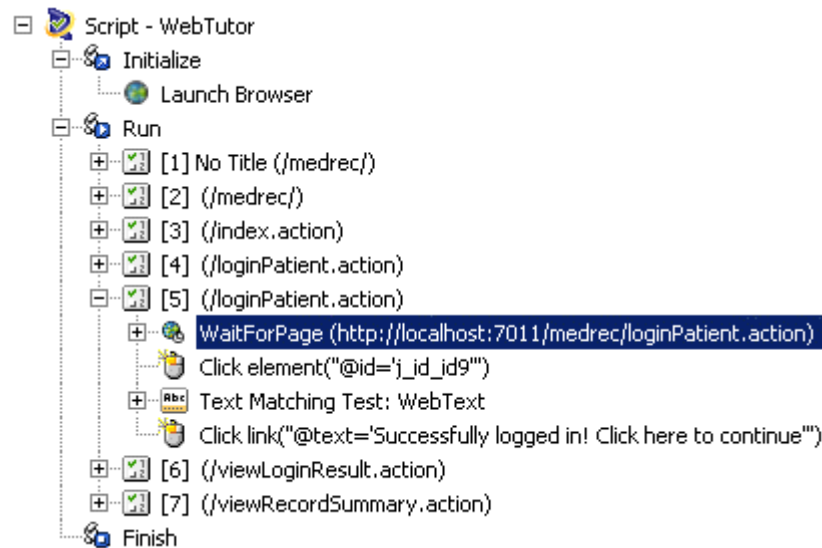 Script - WebTutor
Initialize
Launch Browser
Run
[1] No Title (/medrec/)
[2] (/medrec/)
[3] (/index.action)
[4] (/loginPatient.action)
[5] (/loginPatient.action)
WaitForPage (http://localhost:7011/medrec/loginPatient.action)
Click element("@id='j_id_id9'")
Abc Text Matching Test: WebText
Click link("@text='Successfully logged in! Click here to continue'")
[6] (/viewLoginResult.action)
[7] (/viewRecordSummary.action)
Finish